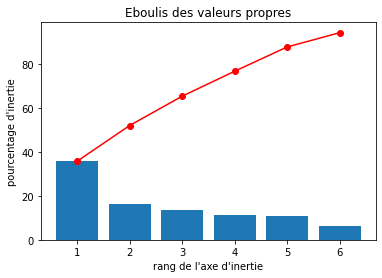 Eboulis des valeurs propres
pourcentage d'inertie
80
60
40
20
0
1 2 3 4 5 6
rang de l'axe d'inertie